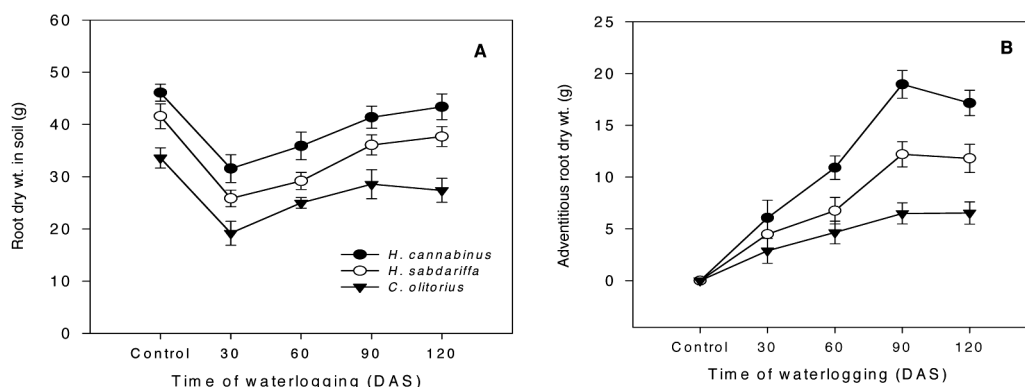 60
50
40
30
20
10
0
Root dry wt. in soil (g)
A
H. cannabinus
H. sabdariffa
C. olitorius
Control 30 60 90 120
Time of waterlogging (DAS)
25
20
15
10
5
0
Adventitious root dry wt. (g)
B
Control 30 60 90 120
Time of waterlogging (DAS)